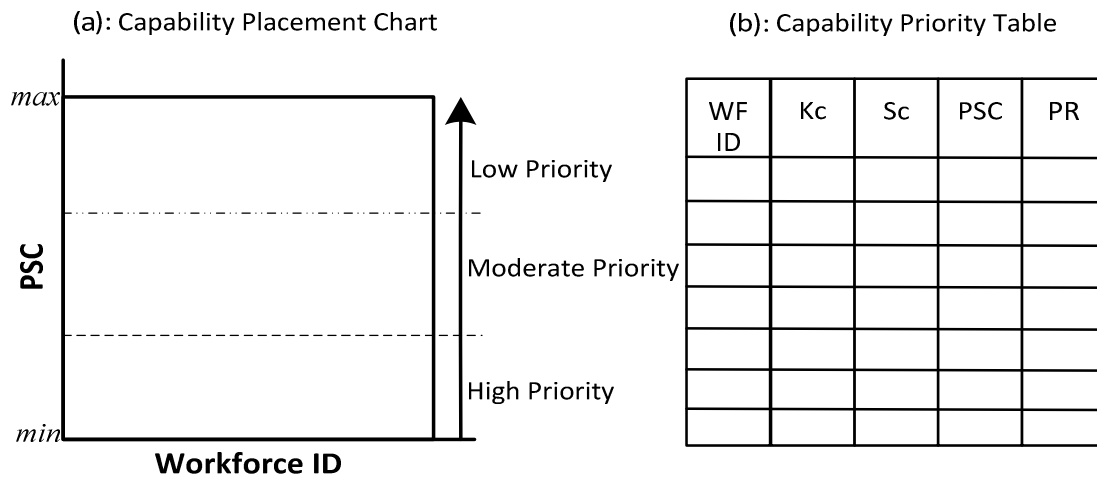 (a): Capability Placement Chart
max
Low Priority
PSC
Moderate Priority
High Priority
min
Workforce ID
(b): Capability Priority Table
WF ID
Kc
Sc
PSC
PR